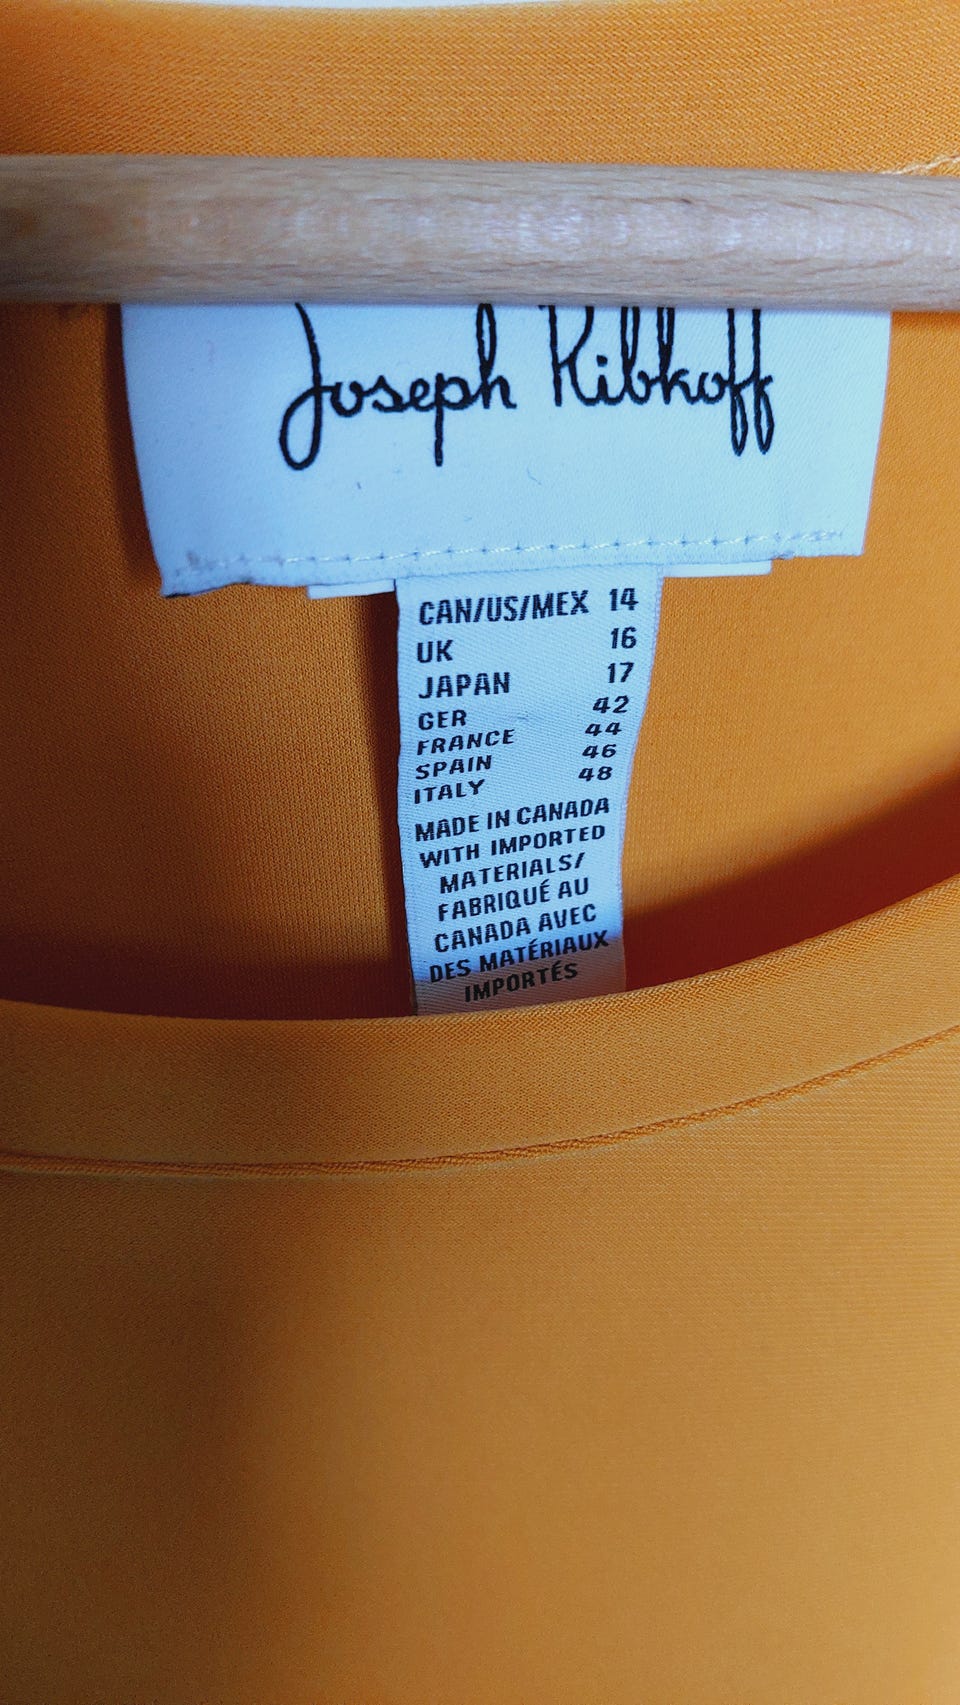 Joseph Ribkoff
CAN/US/MEX 14
UK 16
JAPAN 17
GER 42
FRANCE 44
SPAIN 46
ITALY 48
MADE IN CANADA
WITH IMPORTED
MATERIALS/
FABRIQUÉ AU
CANADA AVEC
DES MATÉRIAUX
IMPORTÉS